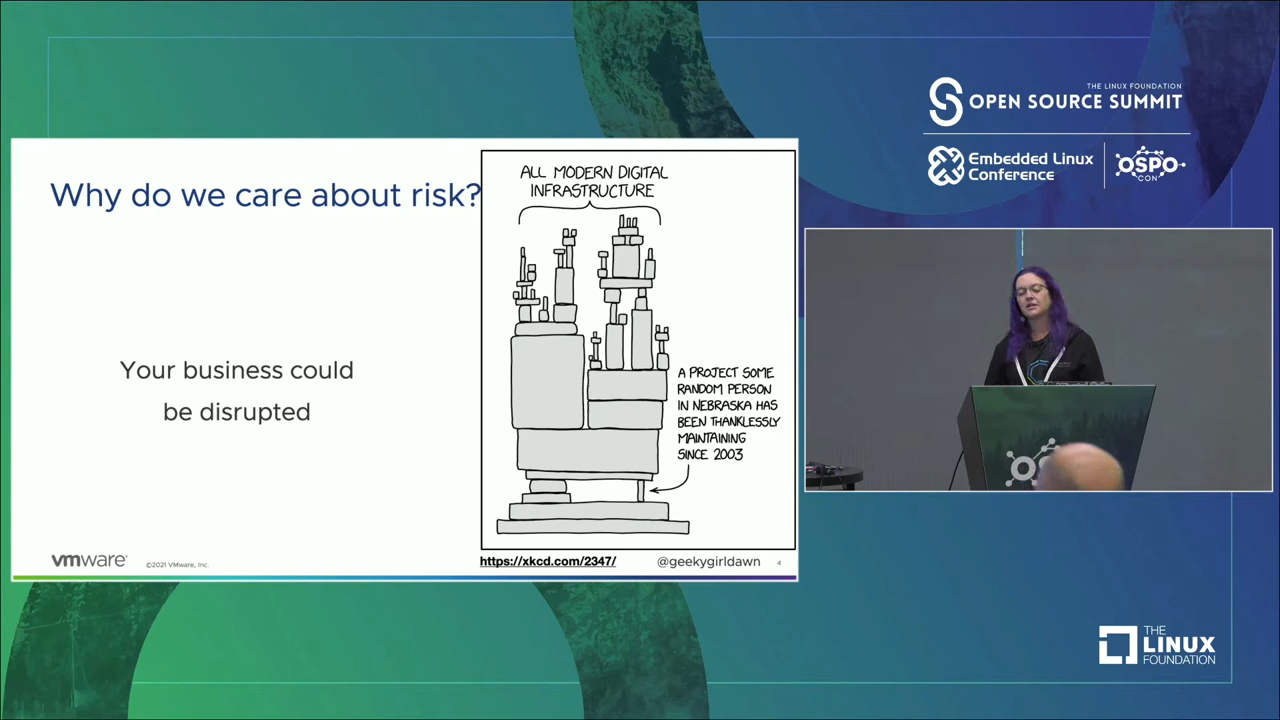 THE LINUX FOUNDATION
OPEN SOURCE SUMMIT
Embedded Linux
Conference
OSPO
CON
Why do we care about risk?
Your business could
be disrupted
ALL MODERN DIGITAL
INFRASTRUCTURE
A PROJECT SOME
RANDOM PERSON
IN NEBRASKA HAS
BEEN THANKLESSLY
MAINTAINING
SINCE 2003
vmware®
©2021 VMware, Inc.
https://xkcd.com/2347/
@geekygirldawn
4
THE
LINUX
FOUNDATION